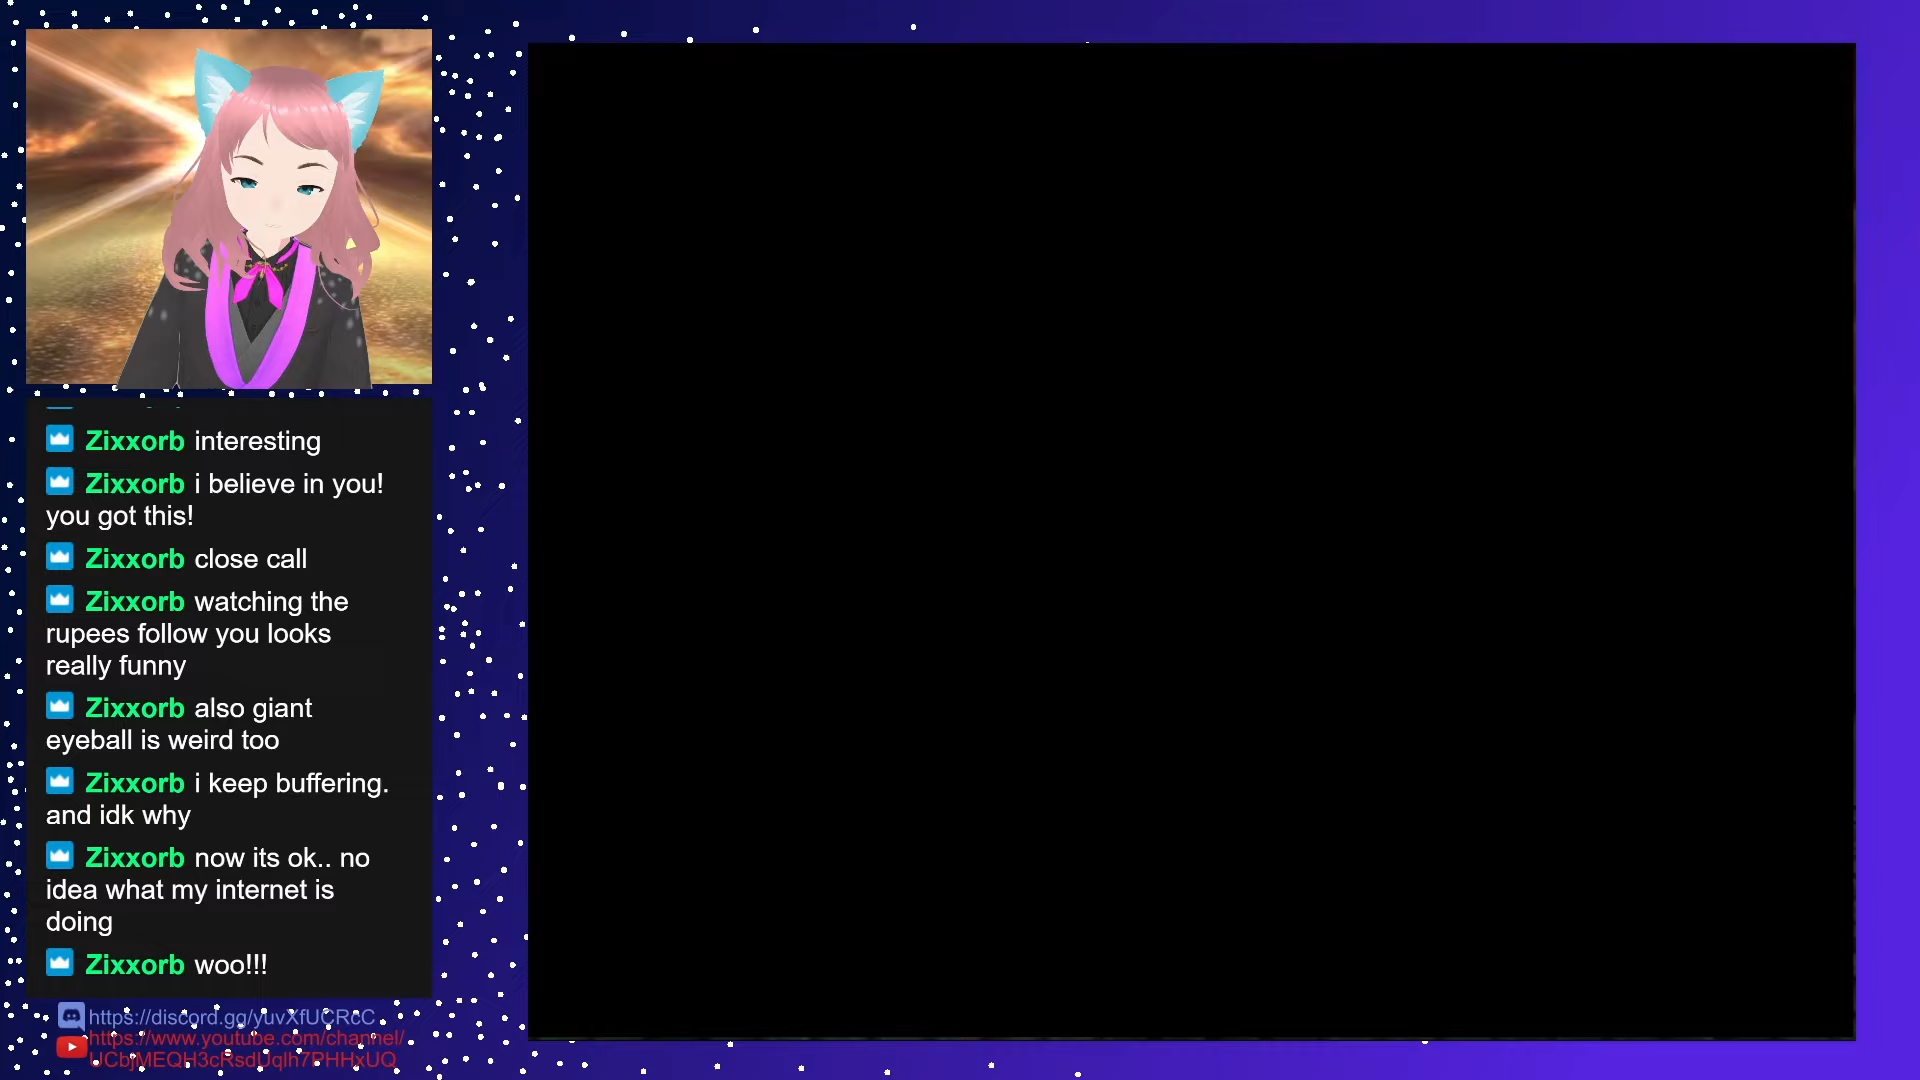 Zixxorb interesting
Zixxorb i believe in you!
you got this!
Zixxorb close call
Zixxorb watching the
rupees follow you looks
really funny
Zixxorb also giant
eyeball is weird too
Zixxorb i keep buffering.
and idk why
Zixxorb now its ok.. no
idea what my internet is
doing
Zixxorb woo!!!
https://discord.gg/yuvXfUCRcC
https://www.youtube.com/channel/
UCbjMEQH3cRsdUqlh7PHHxUQ